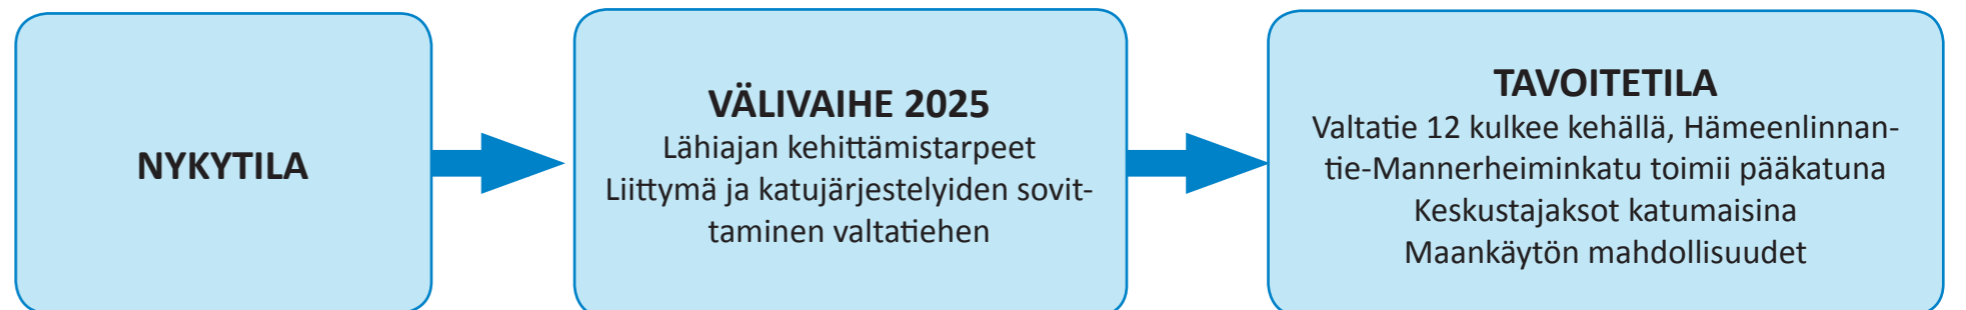 NYKYTILA
VÄLIVAIHE 2025
Lähiajan kehittämistarpeet
Liittymä ja katujärjestelyiden sovit-
taminen valtatiehen
TAVOITETILA
Valtatie 12 kulkee kehällä, Hämeenlinnan-
tie-Mannerheiminkatu toimii pääkatuna
Keskustajaksot katumaisina
Maankäytön mahdollisuudet